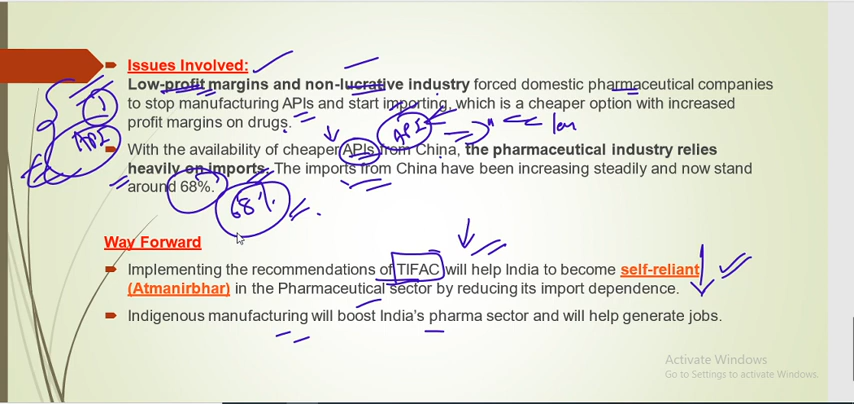 Issues Involved:
Low-profit margins and non-lucrative industry forced domestic pharmaceutical companies
to stop manufacturing APIs and start importing, which is a cheaper option with increased
profit margins on drugs.
API
API
With the availability of cheaper APIs from China, the pharmaceutical industry relies
heavily on imports. The imports from China have been increasing steadily and now stand
around 68%.
68%
Way Forward
Implementing the recommendations of TIFAC will help India to become self-reliant
(Atmanirbhar) in the Pharmaceutical sector by reducing its import dependence.
Indigenous manufacturing will boost India's pharma sector and will help generate jobs.
Activate Windows
Go to Settings to activate Windows.